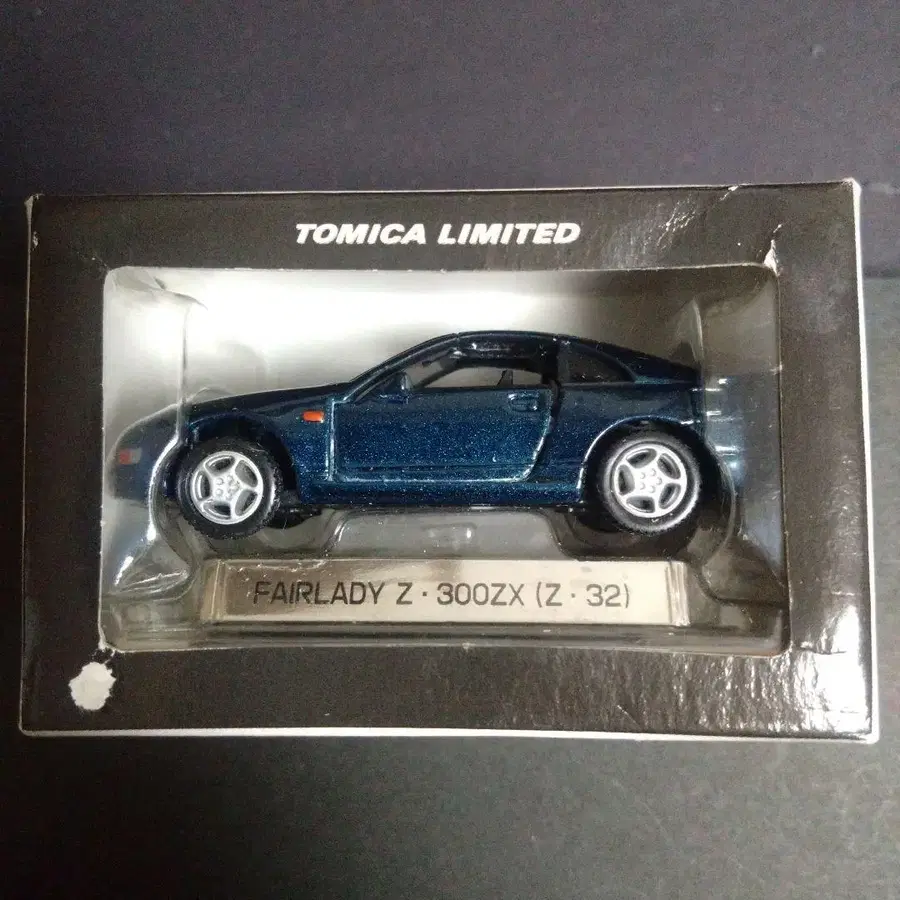 TOMICA LIMITED
FAIRLADY Z・300ZX (Z・32)